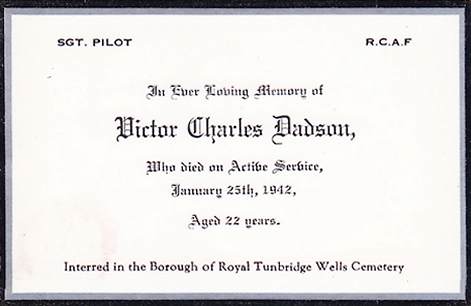 SGT. PILOT R.C.A.F
In Ever Loving Memory of
Victor Charles Dadson,
Who died on Active Service,
January 25th, 1942,
Aged 22 years.
Interred in the Borough of Royal Tunbridge Wells Cemetery